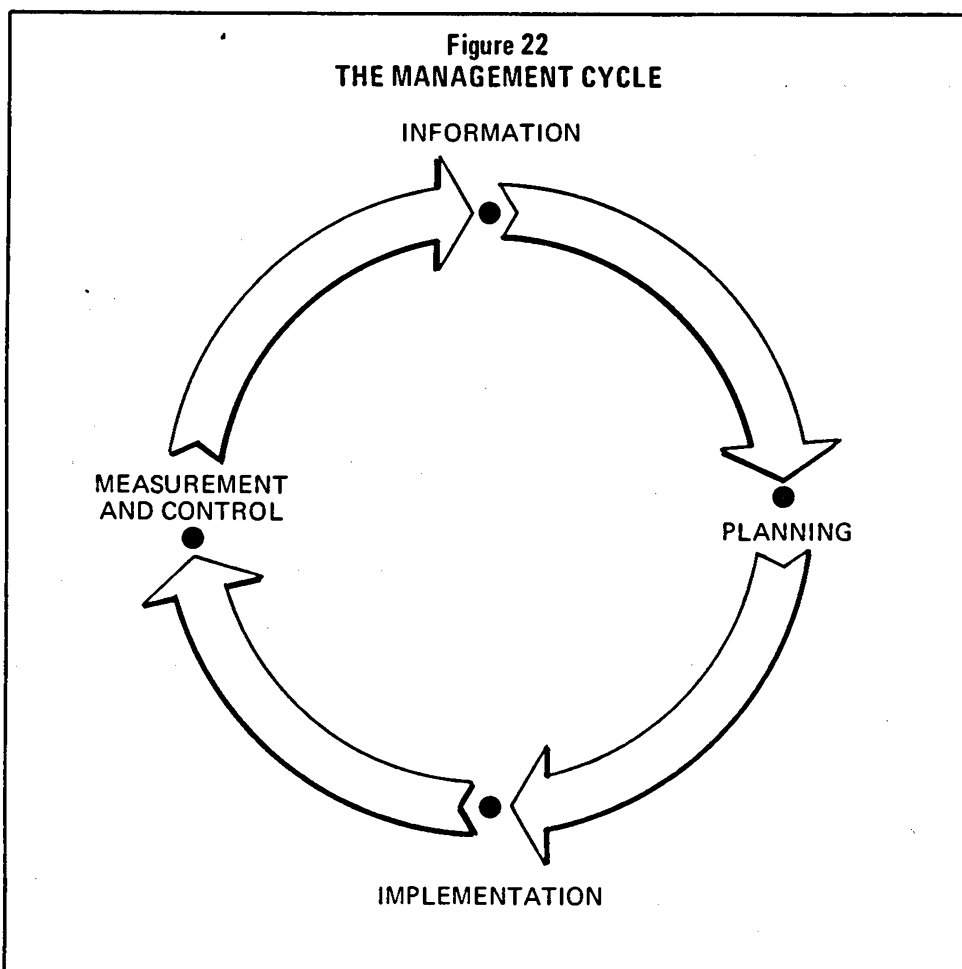 Figure 22
THE MANAGEMENT CYCLE
INFORMATION
MEASUREMENT
AND CONTROL
PLANNING
IMPLEMENTATION